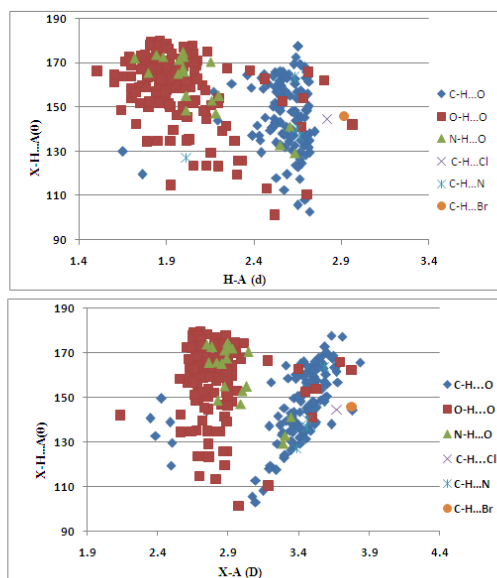 190
170
150
130
110
90
X-H...A(θ)
1.4
1.9
2.4
2.9
3.4
H-A (d)
C-H...O
O-H...O
N-H...O
C-H...Cl
C-H...N
C-H...Br
190
170
150
130
110
90
X-H...A(θ)
1.9
2.4
2.9
3.4
3.9
4.4
X-A (D)
C-H...O
O-H...O
N-H...O
C-H...Cl
C-H...N
C-H...Br